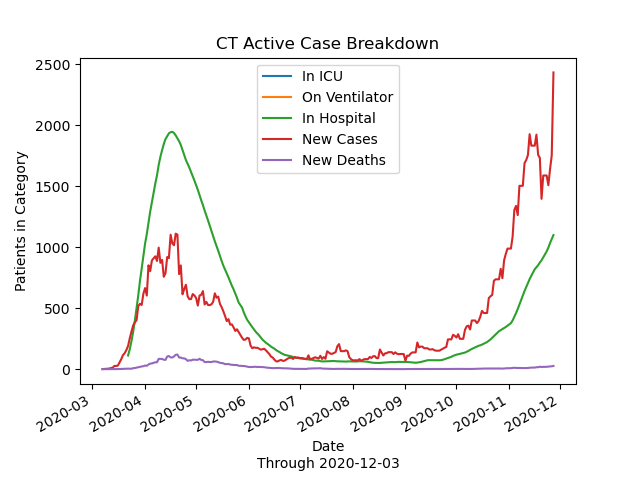 CT Active Case Breakdown
In ICU
On Ventilator
In Hospital
New Cases
New Deaths
Patients in Category
2500
2000
1500
1000
500
0
2020-03
2020-04
2020-05
2020-06
2020-07
2020-08
2020-09
2020-10
2020-11
2020-12
Date
Through 2020-12-03